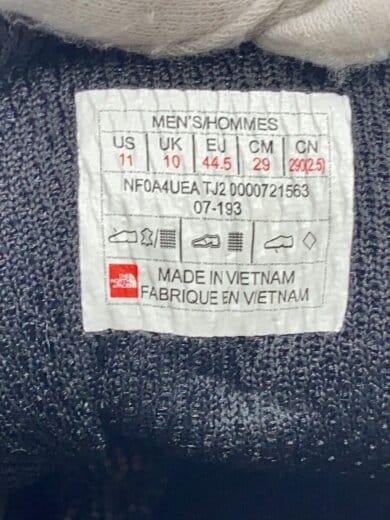 MEN'S/HOMMES
US UK EU CM CN
11 10 44.5 29 290(2.5)
NF0A4UEA TJ2 0000721563
07-193
THE NORTH FACE
MADE IN VIETNAM
FABRIQUE EN VIETNAM